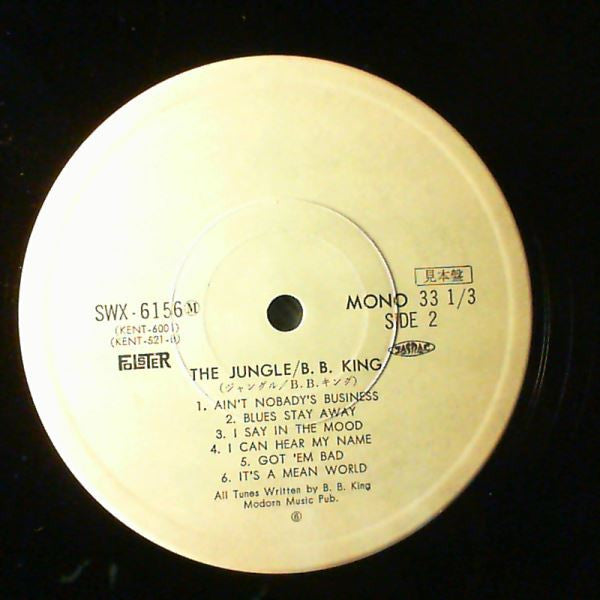 見本盤
SWX-6156 Ⓜ
MONO 33 1/3
(KENT-6001)
SIDE 2
(KENT-521-B)
POLSTER
JASRAC
THE JUNGLE/B. B. KING
(ジャングル/B.B.キング)
1. AIN'T NOBADY'S BUSINESS
2. BLUES STAY AWAY
3. I SAY IN THE MOOD
4. I CAN HEAR MY NAME
5. GOT 'EM BAD
6. IT'S A MEAN WORLD
All Tunes Written by B. B. King
Modorn Music Pub.